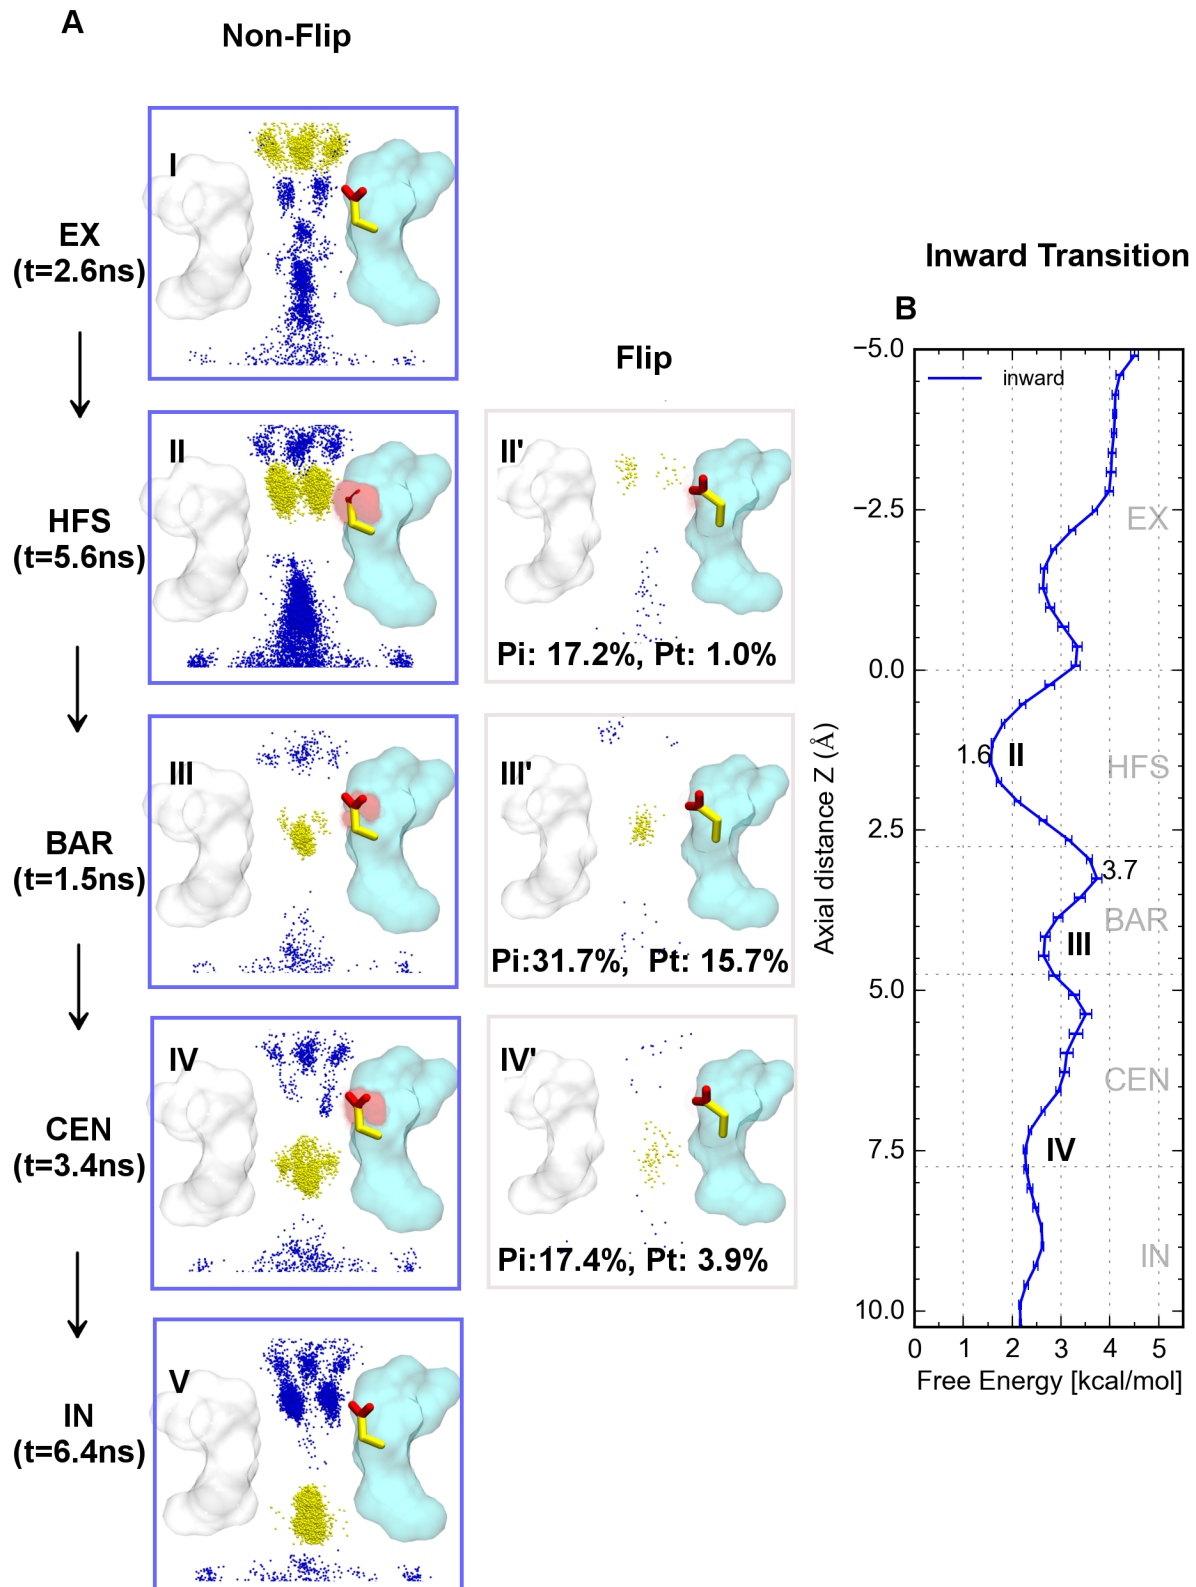 A
Non-Flip
I
EX
(t=2.6ns)
Flip
II
HFS
(t=5.6ns)
II'
Pi: 17.2%, Pt: 1.0%
III
BAR
(t=1.5ns)
III'
Pi:31.7%, Pt: 15.7%
IV
CEN
(t=3.4ns)
IV'
Pi:17.4%, Pt: 3.9%
V
IN
(t=6.4ns)
Inward Transition
B
−5.0
inward
−2.5
EX
0.0
1.6
II
HFS
2.5
3.7
BAR
III
5.0
CEN
7.5
IV
IN
10.0
Axial distance Z (Å)
0 1 2 3 4 5
Free Energy [kcal/mol]